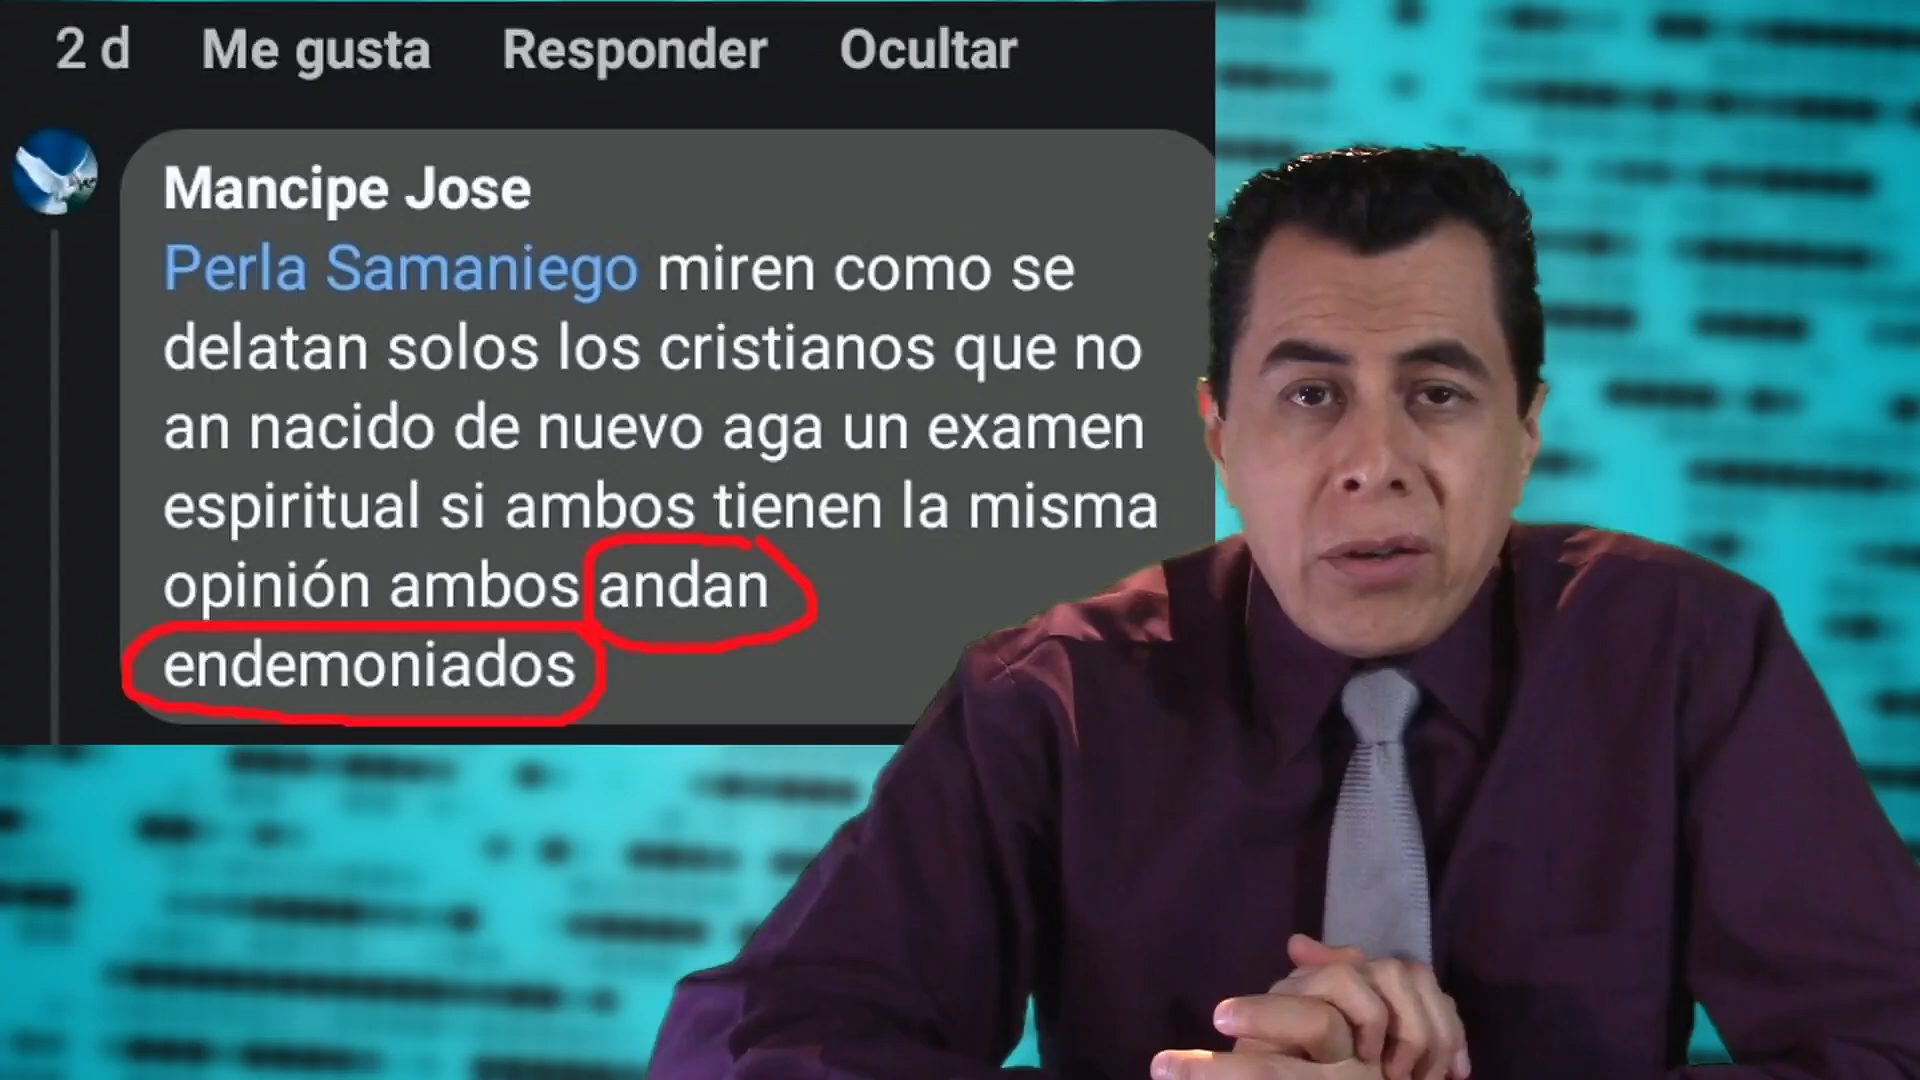 2 d Me gusta Responder Ocultar
Mancipe Jose
Perla Samaniego miren como se
delatan solos los cristianos que no
an nacido de nuevo aga un examen
espiritual si ambos tienen la misma
opinión ambos andan
endemoniados